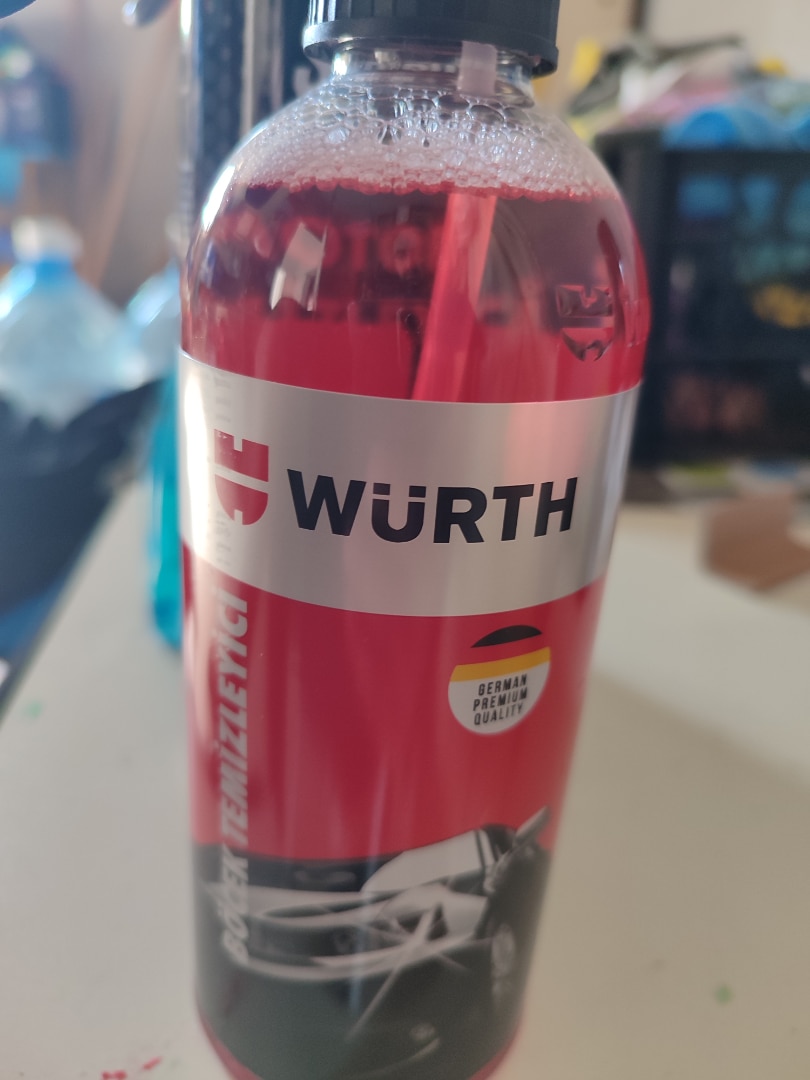 WÜRTH
GERMAN
PREMIUM
QUALITY
BÖCEK TEMİZLEYİCİ